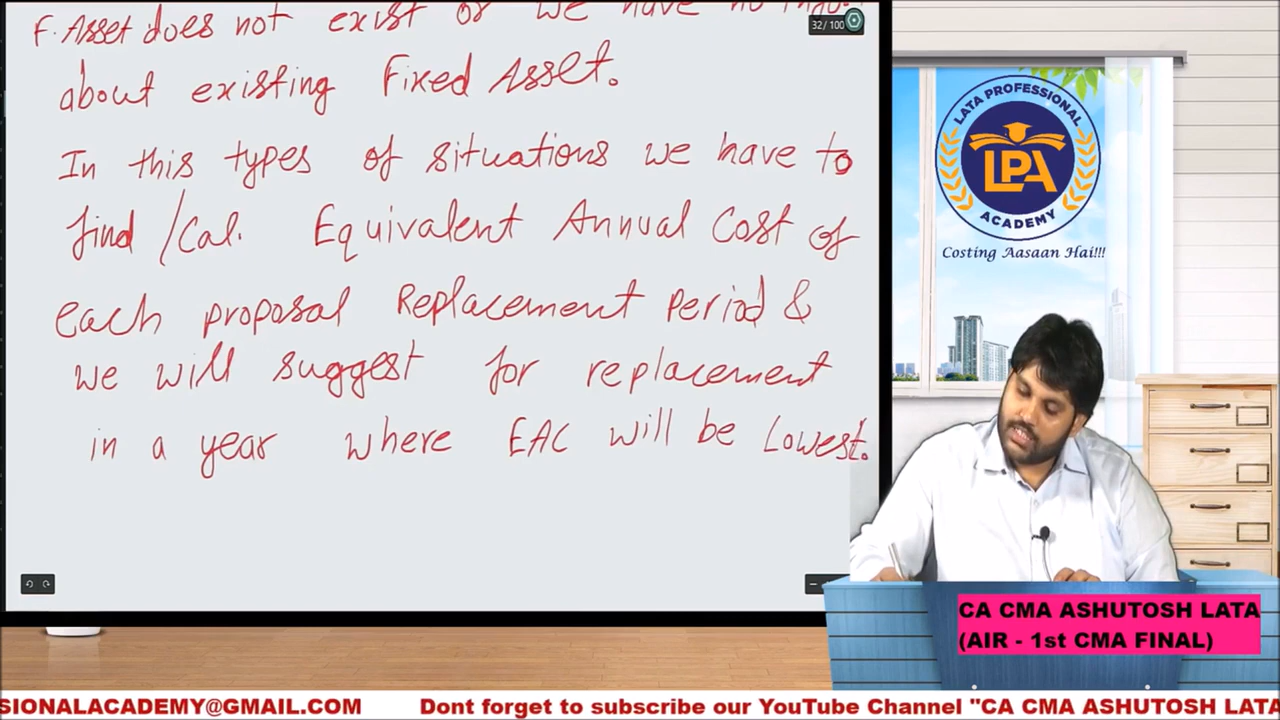 F. Asset does not exist or we have no
about existing Fixed Asset.
In this types of situations we have to
find /Cal. Equivalent Annual Cost of
each proposal Replacement Period &
we will suggest for replacement
in a year where EAC will be Lowest.
32/100
LATA PROFESSIONAL
LPA
ACADEMY
Costing Aasaan Hai!!!
CA CMA ASHUTOSH LATA
(AIR - 1st CMA FINAL)
SIONALACADEMY@GMAIL.COM Dont forget to subscribe our YouTube Channel "CA CMA ASHUTOSH LATA